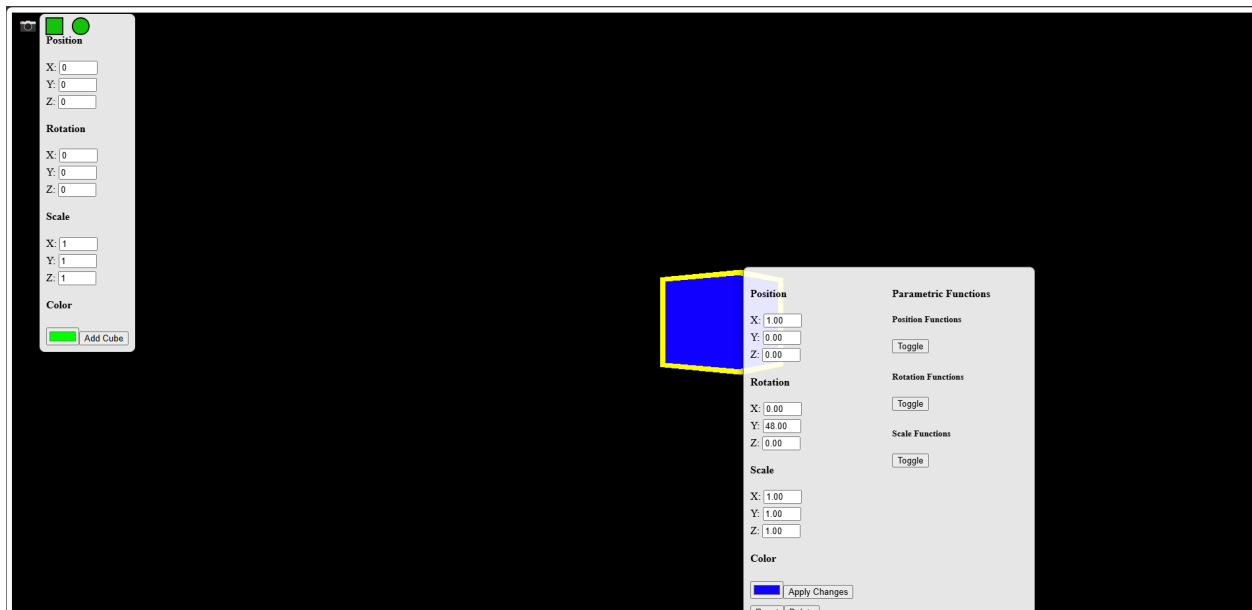 Position
X: 0
Y: 0
Z: 0
Rotation
X: 0
Y: 0
Z: 0
Scale
X: 1
Y: 1
Z: 1
Color
Add Cube
Position
X: 1.00
Y: 0.00
Z: 0.00
Rotation
X: 0.00
Y: 48.00
Z: 0.00
Scale
X: 1.00
Y: 1.00
Z: 1.00
Color
Apply Changes
Parametric Functions
Position Functions
Toggle
Rotation Functions
Toggle
Scale Functions
Toggle